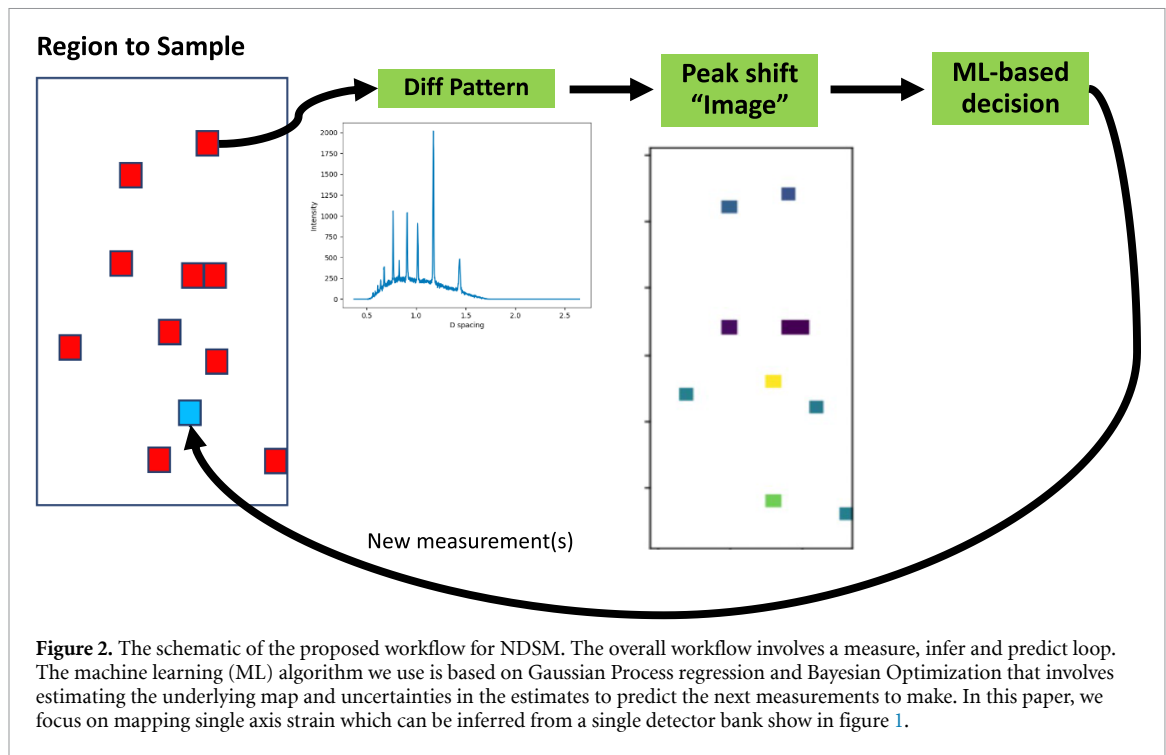 Region to Sample
Diff Pattern
Peak shift
“Image”
ML-based
decision
2000
1750
1500
1250
1000
750
500
250
0
Intensity
0.5
1.0
1.5
2.0
2.5
D spacing
New measurement(s)
Figure 2. The schematic of the proposed workflow for NDSM. The overall workflow involves a measure, infer and predict loop.
The machine learning (ML) algorithm we use is based on Gaussian Process regression and Bayesian Optimization that involves
estimating the underlying map and uncertainties in the estimates to predict the next measurements to make. In this paper, we
focus on mapping single axis strain which can be inferred from a single detector bank show in figure 1.